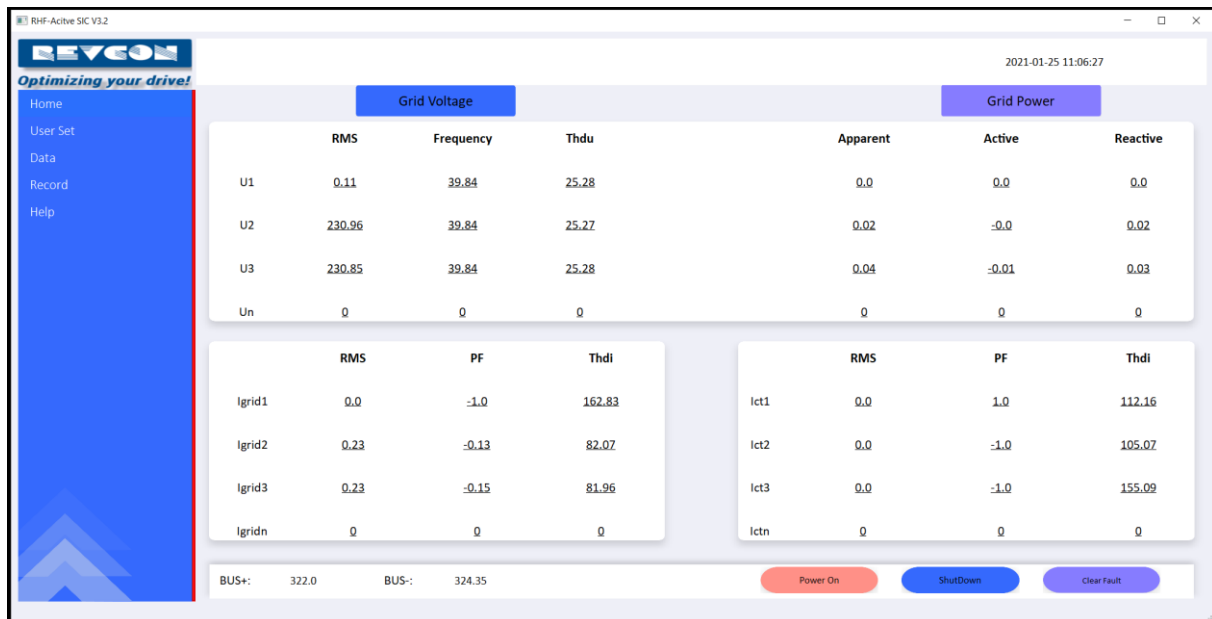 RHF-Acitve SIC V3.2
REVCON
Optimizing your drive!
2021-01-25 11:06:27
Home
User Set
Data
Record
Help
Grid Voltage Grid Power
RMS Frequency Thdu Apparent Active Reactive
U1 0.11 39.84 25.28 0.0 0.0 0.0
U2 230.96 39.84 25.27 0.02 -0.0 0.02
U3 230.85 39.84 25.28 0.04 -0.01 0.03
Un 0 0 0 0 0 0
RMS PF Thdi RMS PF Thdi
Igrid1 0.0 -1.0 162.83 Ict1 0.0 1.0 112.16
Igrid2 0.23 -0.13 82.07 Ict2 0.0 -1.0 105.07
Igrid3 0.23 -0.15 81.96 Ict3 0.0 -1.0 155.09
Igridn 0 0 0 Ictn 0 0 0
BUS+: 322.0 BUS-: 324.35 Power On ShutDown Clear Fault